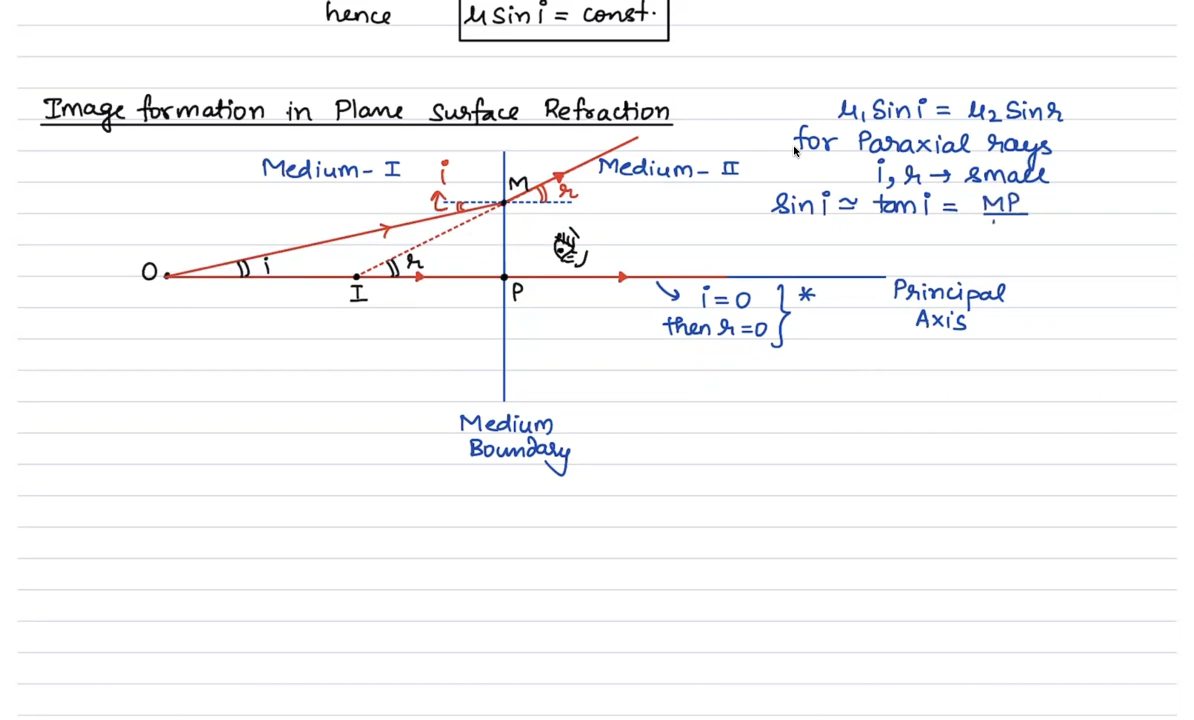 hence μ sin i = const.
Image formation in Plane Surface Refraction
μ₁ Sin i = μ₂ Sin r
for Paraxial rays
i, r → small
Sin i ≃ tan i = MP
Medium - I
i
M
r
Medium - II
O
i
r
I
P
i = 0
then r = 0
*
Principal
Axis
Medium
Boundary